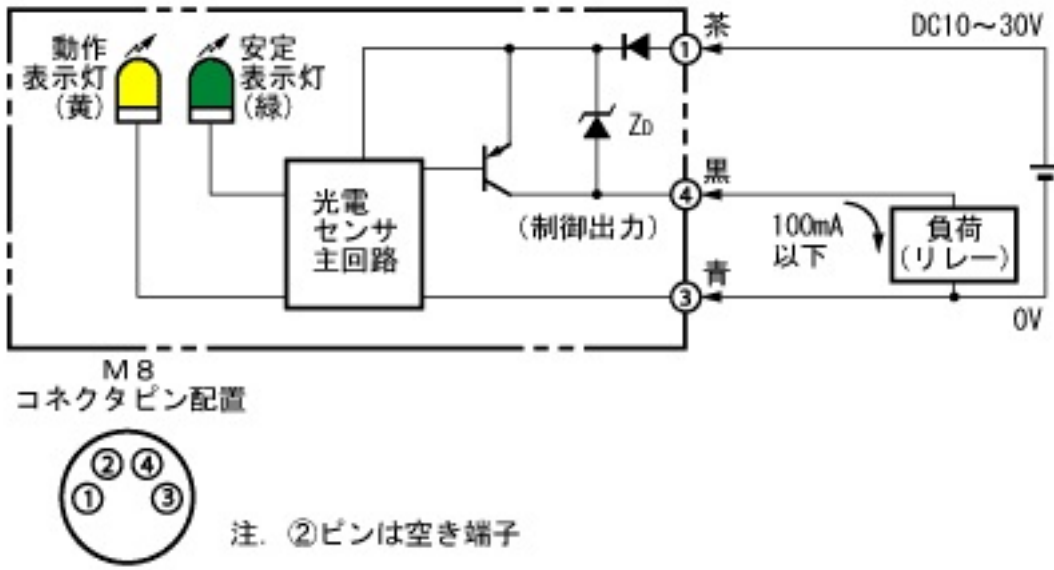 動作
表示灯
(黄)
安定
表示灯
(緑)
茶
DC10～30V
①
ZD
光電
センサ
主回路
黒
④
(制御出力)
100mA
以下
負荷
(リレー)
青
③
0V
M8
コネクタピン配置
② ④
① ③
注. ②ピンは空き端子